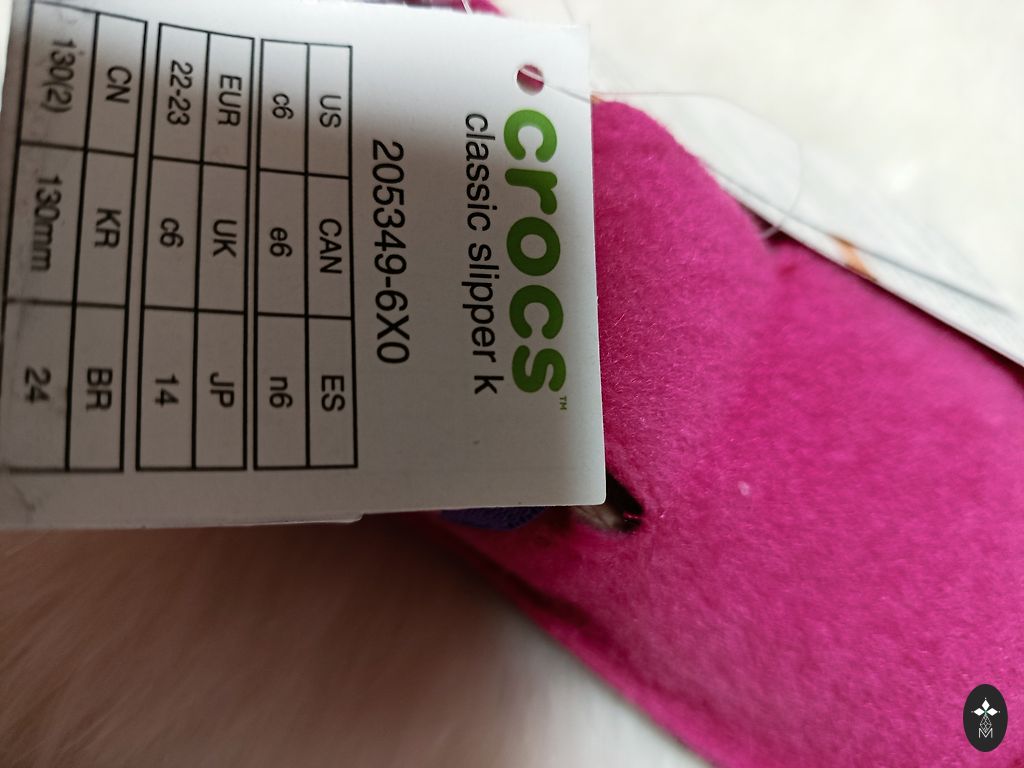 crocs™
classic slipper k
205349-6X0
US CAN ES
c6 e6 n6
EUR UK JP
22-23 c6 14
CN KR BR
130(2) 130mm 24
M